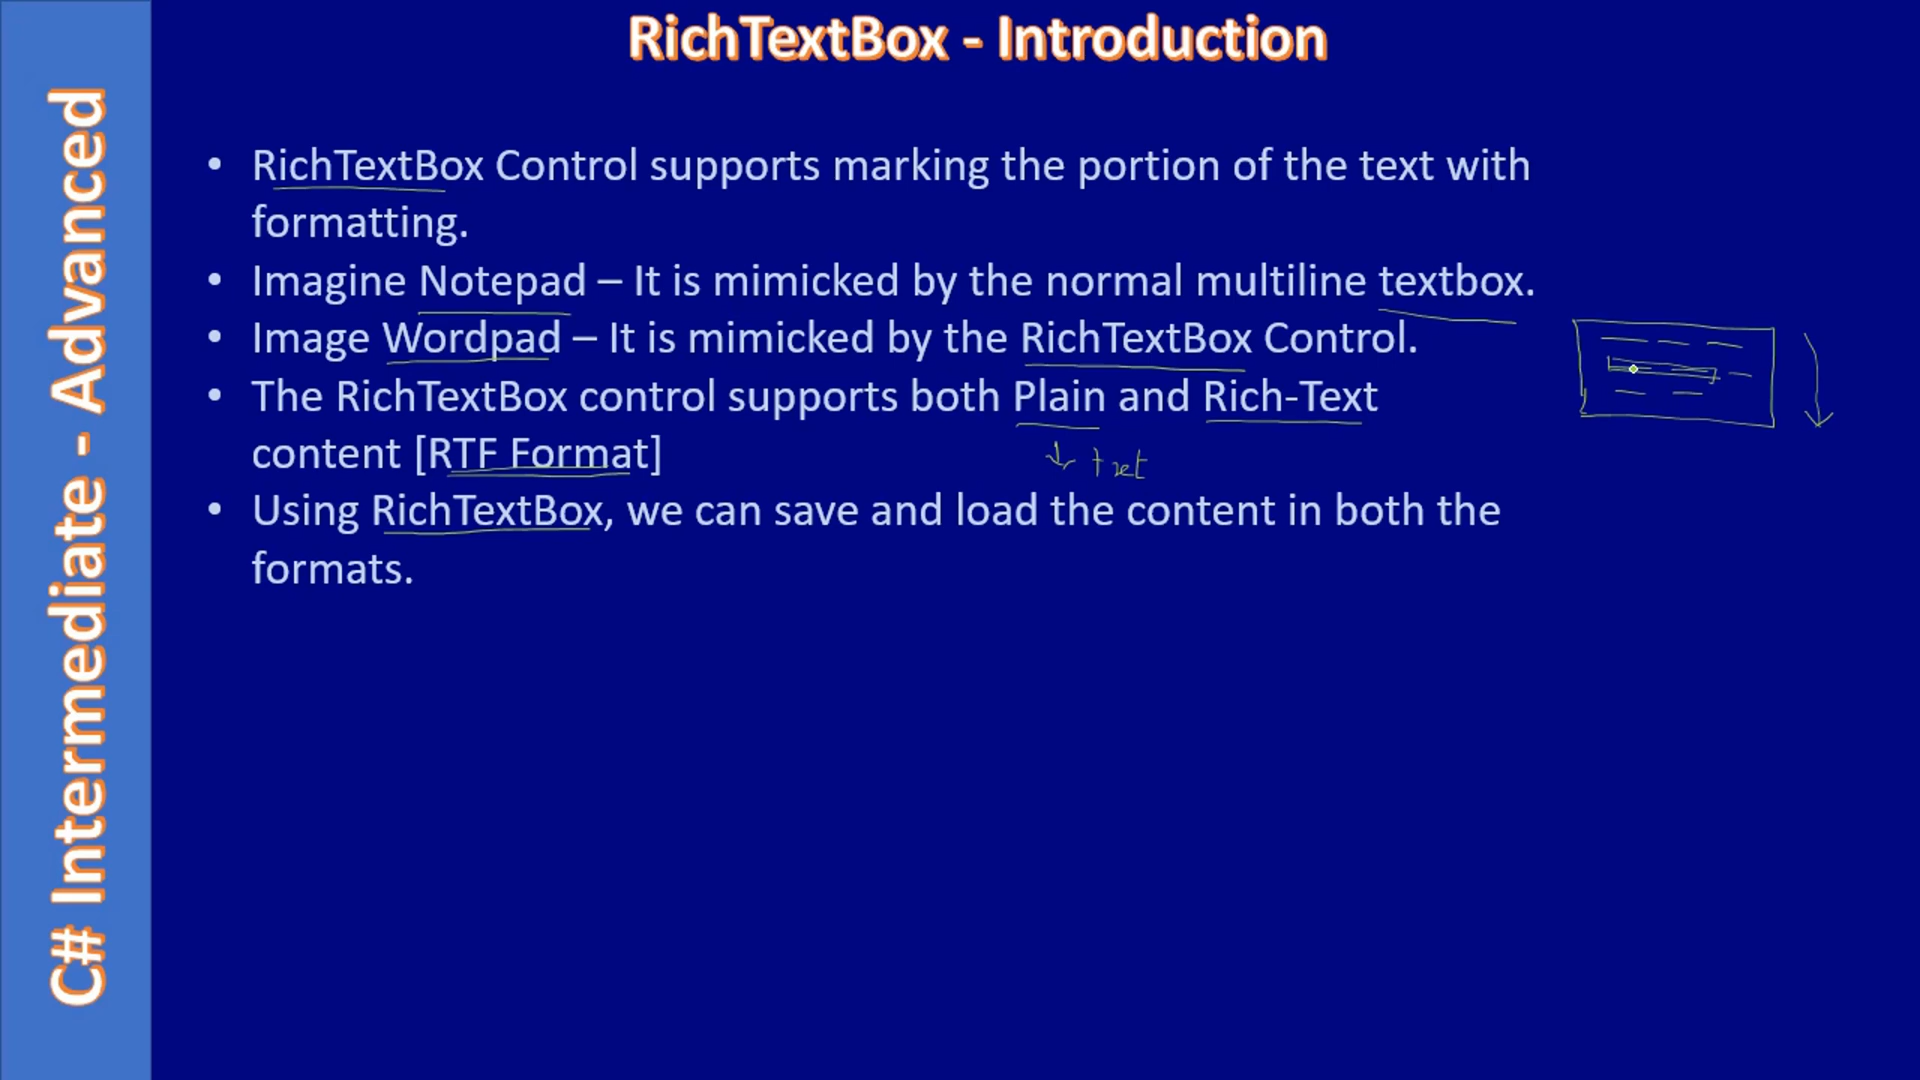 RichTextBox - Introduction
C# Intermediate - Advanced
• RichTextBox Control supports marking the portion of the text with
formatting.
• Imagine Notepad – It is mimicked by the normal multiline textbox.
• Image Wordpad – It is mimicked by the RichTextBox Control.
• The RichTextBox control supports both Plain and Rich-Text
content [RTF Format]
• Using RichTextBox, we can save and load the content in both the
formats.